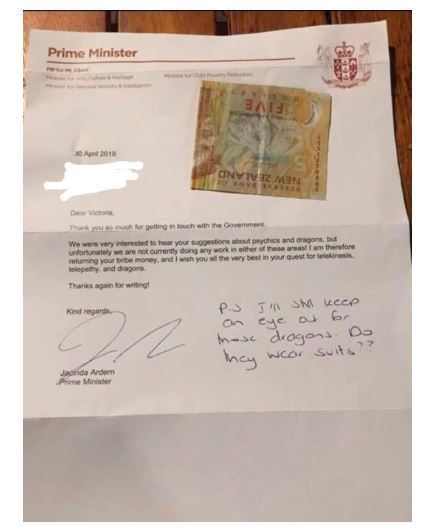 Prime Minister
MP for Mt Albert
Minister for Arts, Culture & Heritage
Minister for Child Poverty Reduction
Minister for National Security & Intelligence
FIVE
RESERVE BANK OF
NEW ZEALAND
30 April 2019
Dear Victoria,
Thank you so much for getting in touch with the Government.
We were very interested to hear your suggestions about psychics and dragons, but
unfortunately we are not currently doing any work in either of these areas! I am therefore
returning your bribe money, and I wish you all the very best in your quest for telekinesis,
telepathy, and dragons.
Thanks again for writing!
Kind regards,
Jacinda Ardern
Prime Minister
P.S I'll still keep
an eye out for
those dragons. Do
they wear suits??